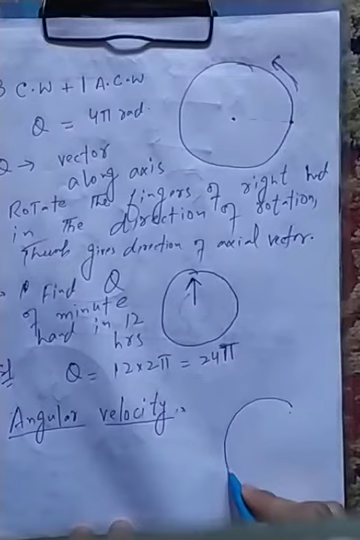 3 C.W + 1 A.C.W
Q = 4π rad.
Q → vector
along axis
Rotate the fingers of right hnd
in the direction of rotation,
Thumb gives direction of axial vector.
Find Q
of minute
hand in 12
hrs
Q = 12×2π = 24π
Angular velocity :